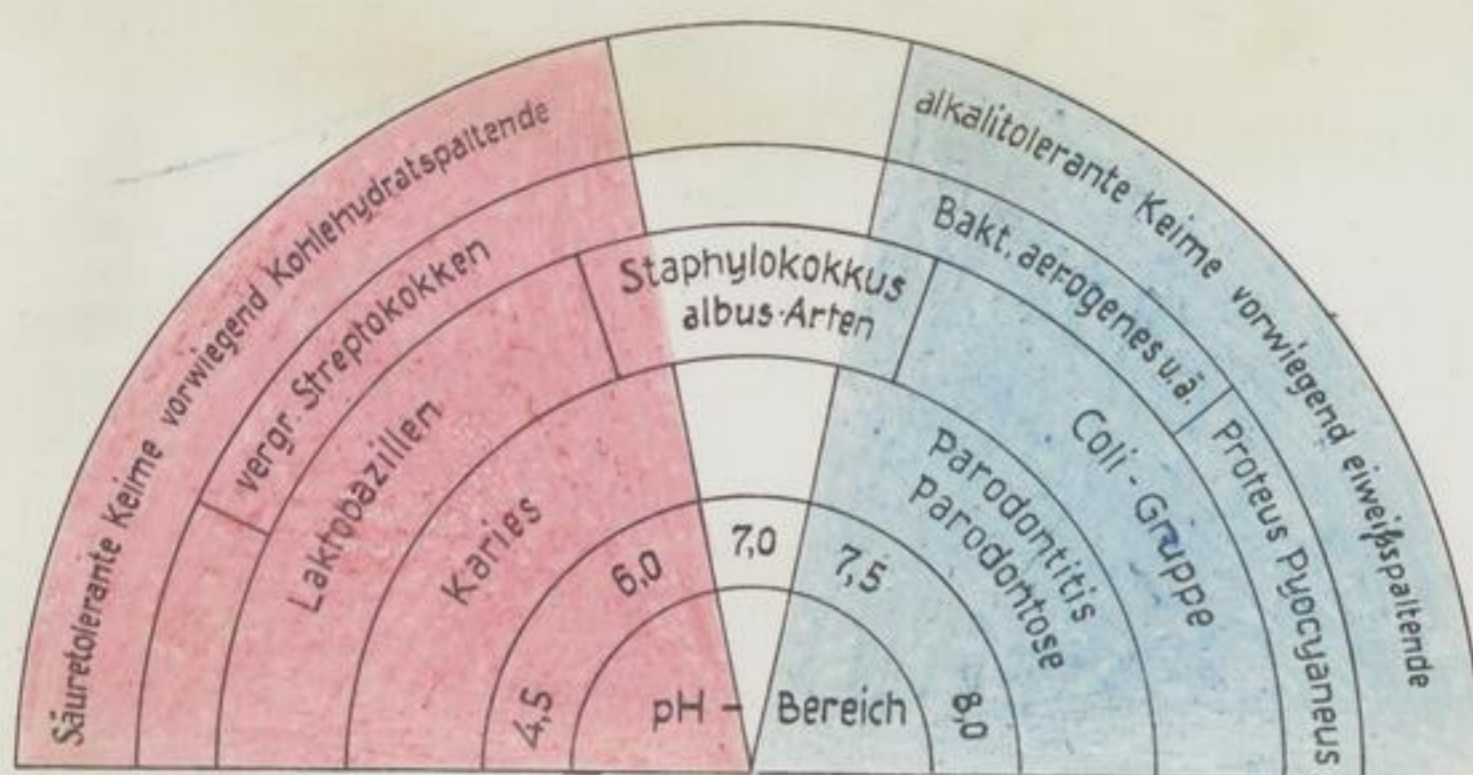 Säuretolerante Keime vorwiegend Kohlehydratspaltende
alkalitolerante Keime vorwiegend eiweißspaltende
vergr. Streptokokken
Bakt. aerogenes u.ä.
Proteus Pyocyaneus
Laktobazillen
Staphylokokkus
albus-Arten
Coli-Gruppe
Karies
Parodontitis
Parodontose
4,5
6,0
7,0
7,5
8,0
pH - Bereich